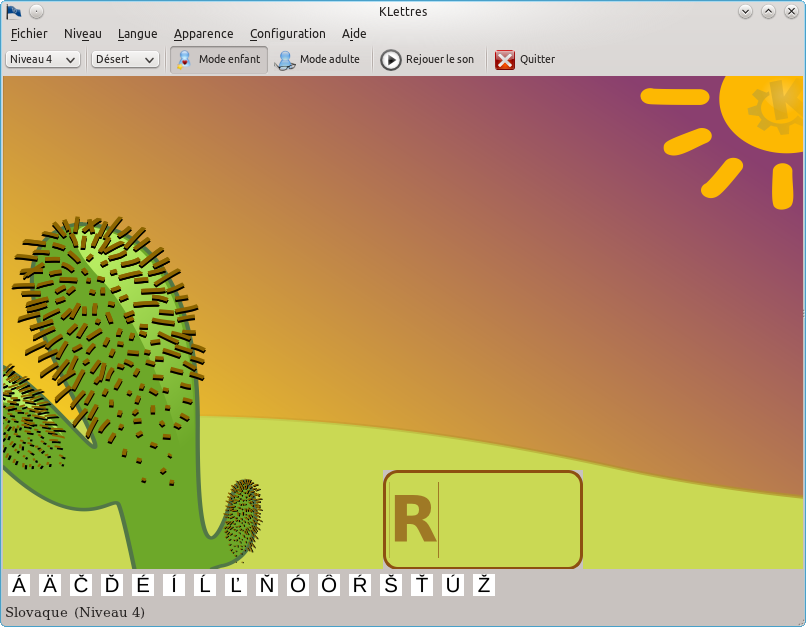 KLettres
Fichier Niveau Langue Apparence Configuration Aide
Niveau 4 Désert Mode enfant Mode adulte Rejouer le son Quitter
K
R
Á Ä Č Ď É Í Ĺ Ľ Ň Ó Ô Ŕ Š Ť Ú Ž
Slovaque (Niveau 4)